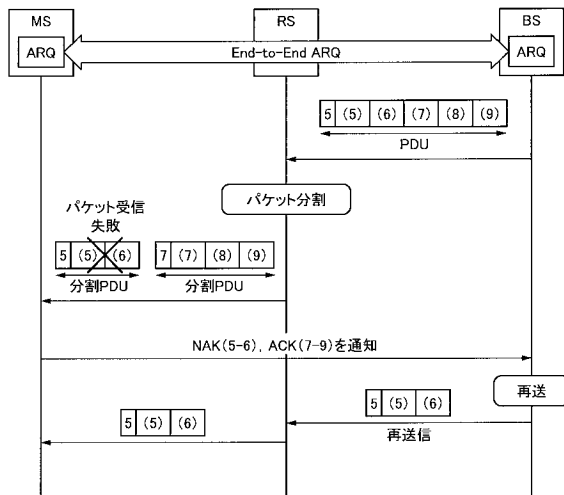 MS
RS
BS
ARQ
End-to-End ARQ
ARQ
5 (5) (6) (7) (8) (9)
PDU
パケット分割
パケット受信
失敗
5 (5) (6)
7 (7) (8) (9)
分割PDU
分割PDU
NAK(5-6), ACK(7-9)を通知
再送
5 (5) (6)
再送信
5 (5) (6)